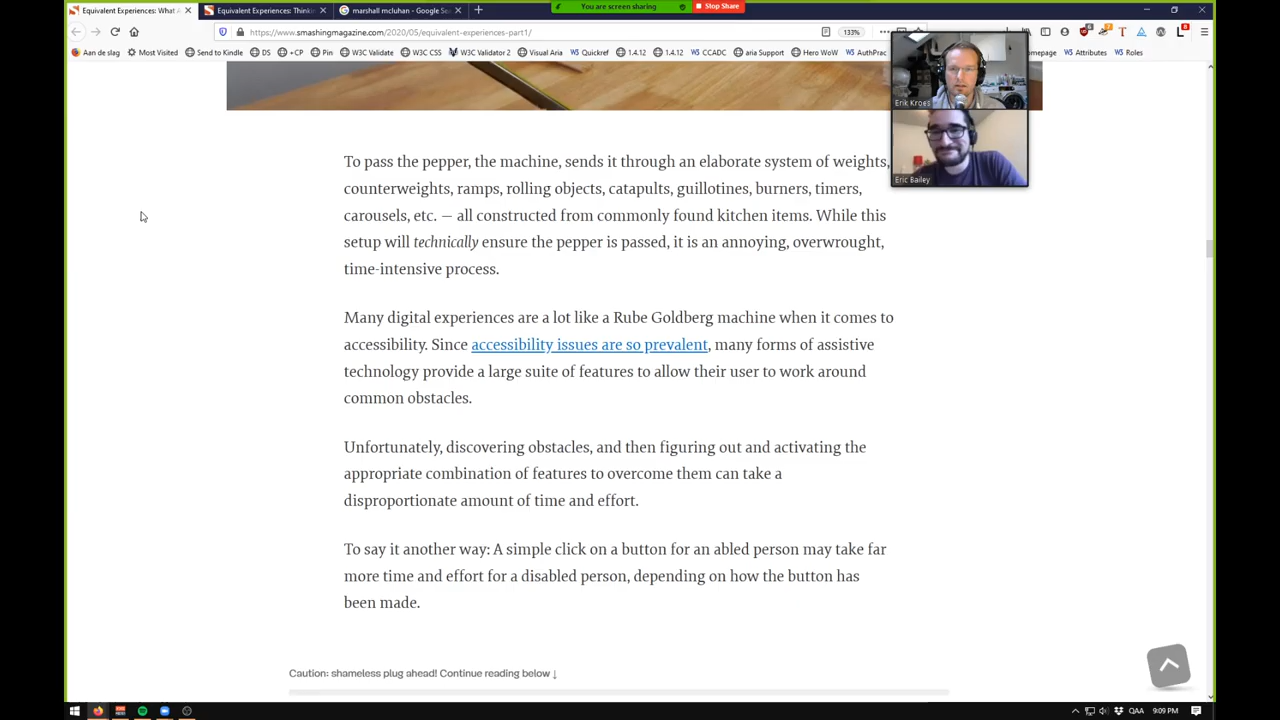 Equivalent Experiences: What A
Equivalent Experiences: Thinkin
marshall mcluhan - Google Sea
You are screen sharing
Stop Share
https://www.smashingmagazine.com/2020/05/equivalent-experiences-part1/
133%
Aan de slag
Most Visited
Send to Kindle
DS
+CP
Pin
W3C Validate
W3C CSS
W3C Validator 2
Visual Aria
Quickref
1.4.12
1.4.12
CCADC
aria Support
Hero WoW
AuthPrac
mepage
Attributes
Roles
Erik Kroes
Eric Bailey
To pass the pepper, the machine, sends it through an elaborate system of weights,
counterweights, ramps, rolling objects, catapults, guillotines, burners, timers,
carousels, etc. — all constructed from commonly found kitchen items. While this
setup will technically ensure the pepper is passed, it is an annoying, overwrought,
time-intensive process.
Many digital experiences are a lot like a Rube Goldberg machine when it comes to
accessibility. Since accessibility issues are so prevalent, many forms of assistive
technology provide a large suite of features to allow their user to work around
common obstacles.
Unfortunately, discovering obstacles, and then figuring out and activating the
appropriate combination of features to overcome them can take a
disproportionate amount of time and effort.
To say it another way: A simple click on a button for an abled person may take far
more time and effort for a disabled person, depending on how the button has
been made.
Caution: shameless plug ahead! Continue reading below ↓
QAA
9:09 PM